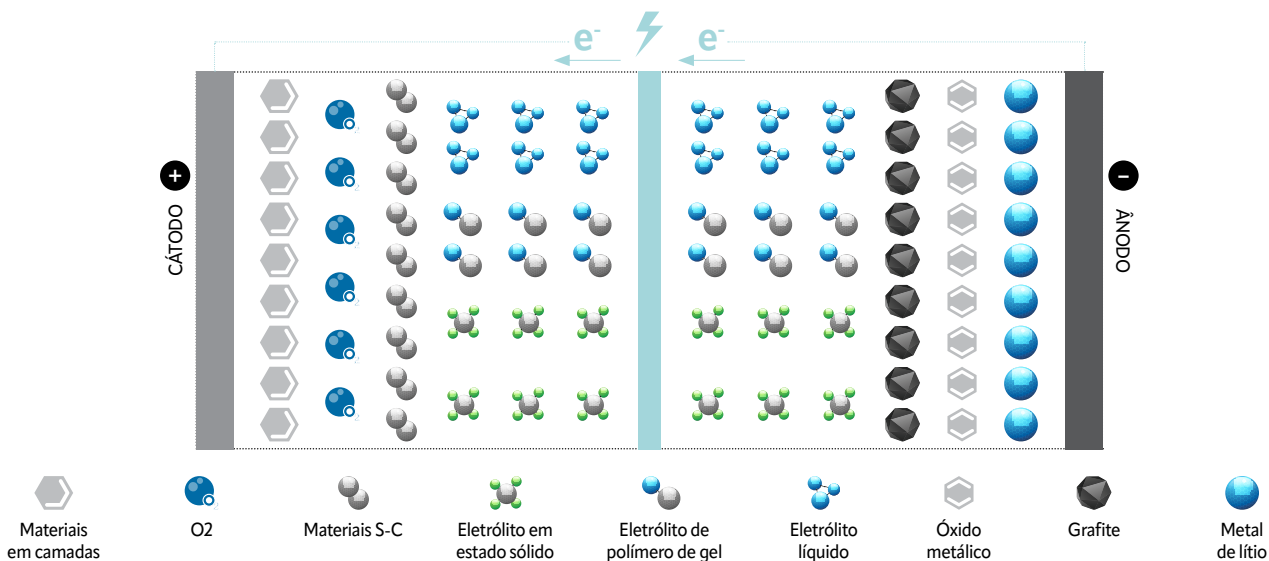 e- e-
+
CÁTODO
-
ÂNODO
Materiais
em camadas
O2
Materiais S-C
Eletrólito em
estado sólido
Eletrólito de
polímero de gel
Eletrólito
líquido
Óxido
metálico
Grafite
Metal
de lítio